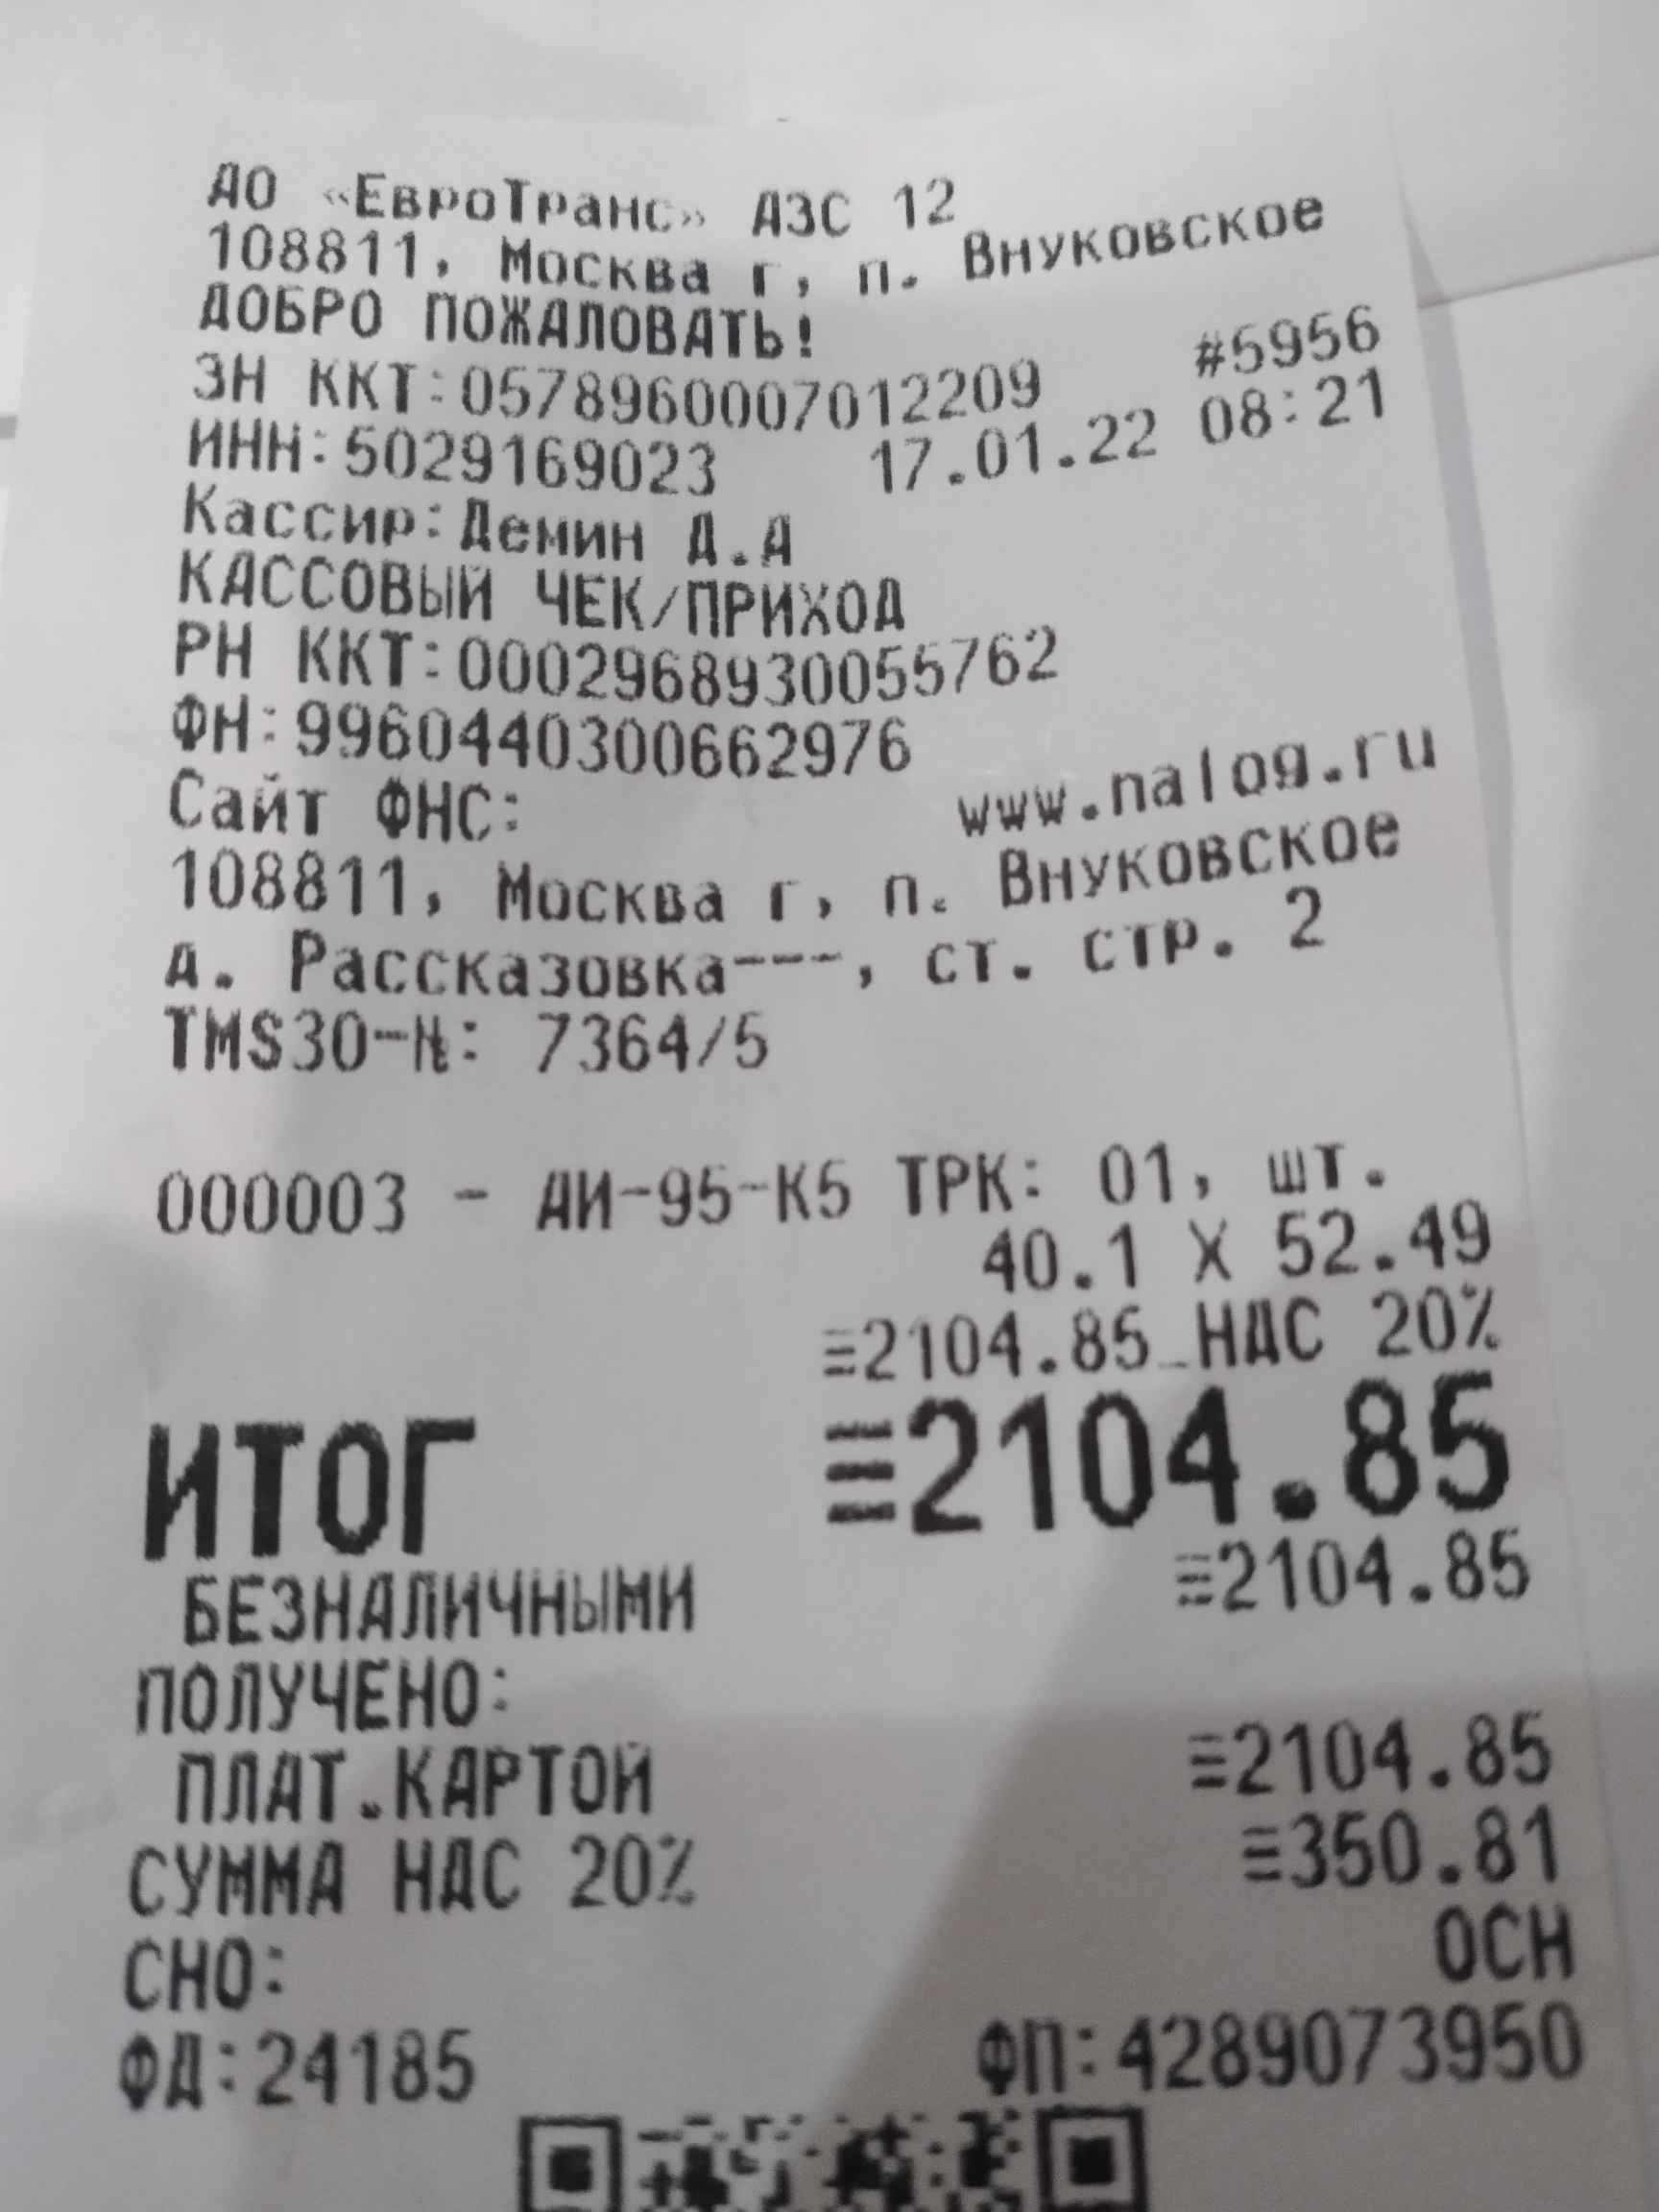 АО «ЕвроТранс» АЗС 12
108811, Москва г, п. Внуковское
ДОБРО ПОЖАЛОВАТЬ!
ЗН ККТ:0578960007012209 #5956
ИНН:5029169023 17.01.22 08:21
Кассир:Демин А.А
КАССОВЫЙ ЧЕК/ПРИХОД
РН ККТ:0002968930055762
ФН:9960440300662976
Сайт ФНС: www.nalog.ru
108811, Москва г, п. Внуковское
д. Рассказовка---, ст. стр. 2
TMS30-№: 7364/5
000003 - АИ-95-К5 ТРК: 01, шт.
40.1 X 52.49
≡2104.85_НДС 20%
ИТОГ ≡2104.85
БЕЗНАЛИЧНЫМИ ≡2104.85
ПОЛУЧЕНО:
ПЛАТ.КАРТОЙ ≡2104.85
СУММА НДС 20% ≡350.81
СНО: ОСН
ФД:24185 ФП:4289073950